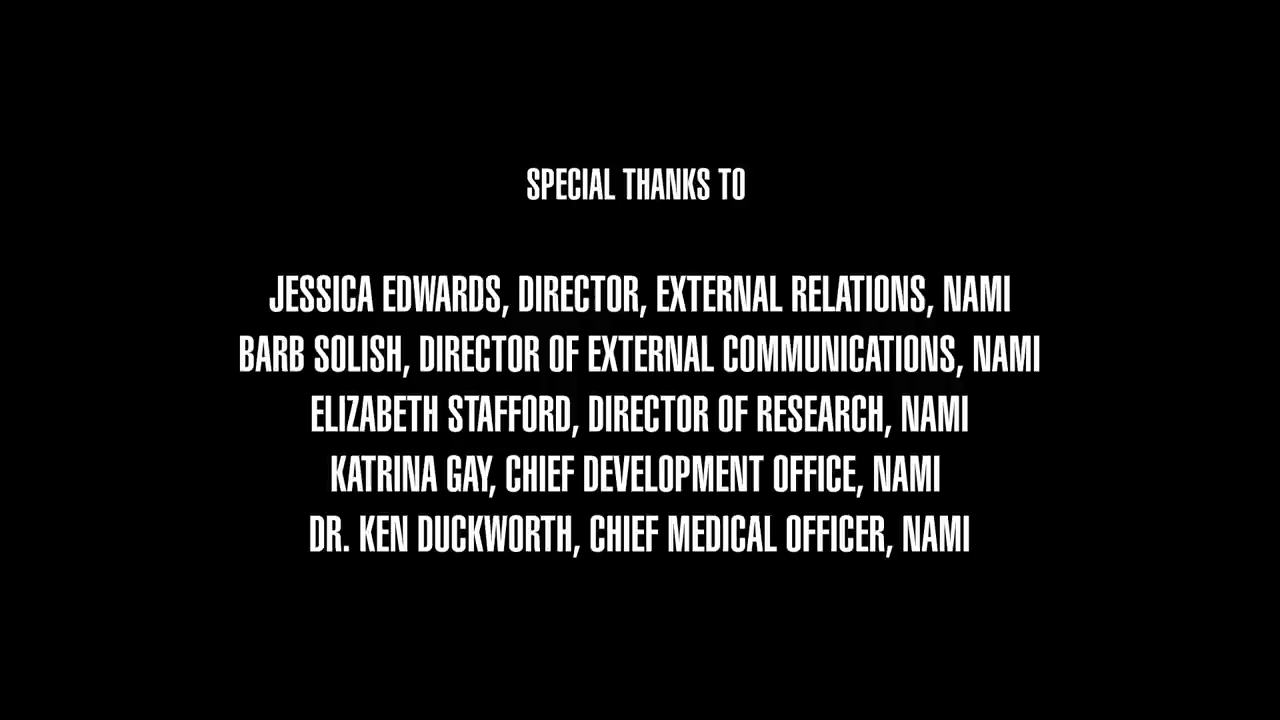 SPECIAL THANKS TO
JESSICA EDWARDS, DIRECTOR, EXTERNAL RELATIONS, NAMI
BARB SOLISH, DIRECTOR OF EXTERNAL COMMUNICATIONS, NAMI
ELIZABETH STAFFORD, DIRECTOR OF RESEARCH, NAMI
KATRINA GAY, CHIEF DEVELOPMENT OFFICE, NAMI
DR. KEN DUCKWORTH, CHIEF MEDICAL OFFICER, NAMI